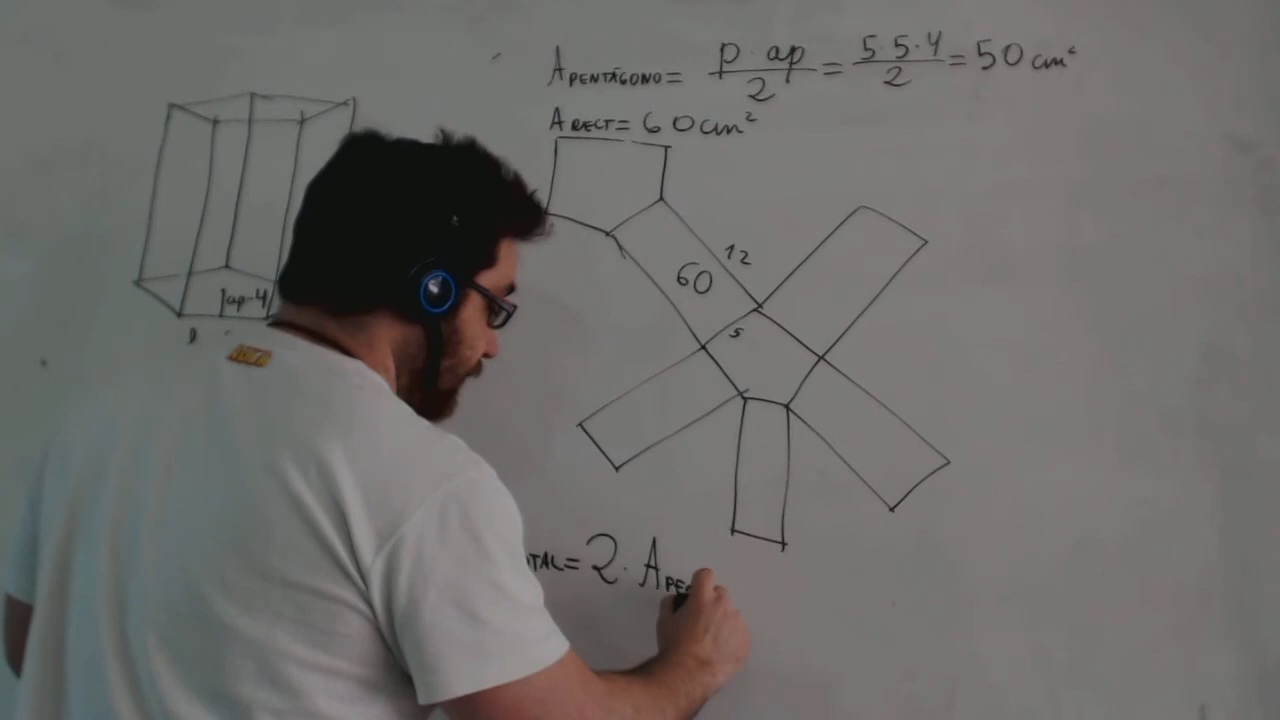 A PENTÁGONO = p · ap / 2 = 5·5·4 / 2 = 50 cm²
A RECT = 60 cm²
12
60
5
ap=4
TAL = 2 · A PE